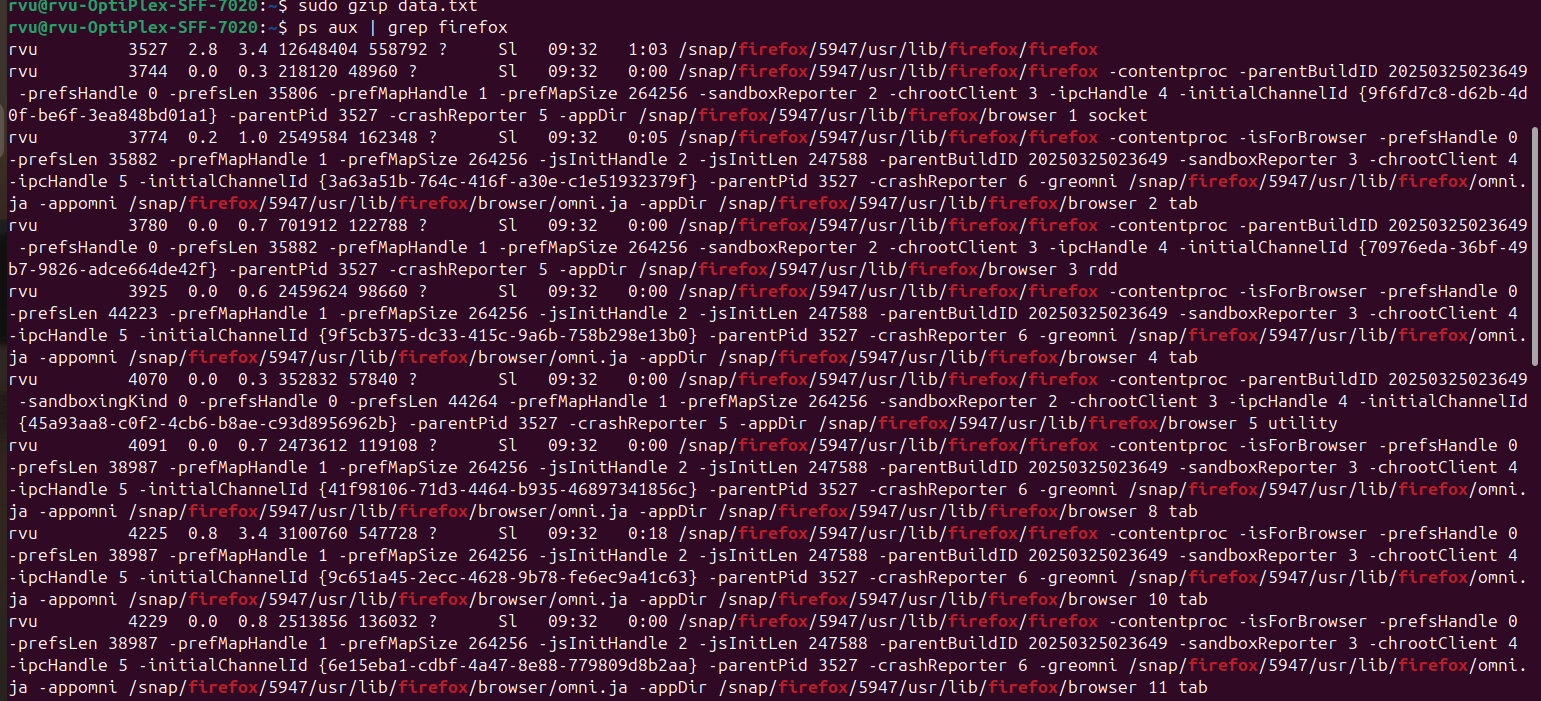 rvu@rvu-OptiPlex-SFF-7020:~$ sudo gzip data.txt
rvu@rvu-OptiPlex-SFF-7020:~$ ps aux | grep firefox
rvu         3527  2.8  3.4 12648404 558792 ?     Sl   09:32   1:03 /snap/firefox/5947/usr/lib/firefox/firefox
rvu         3744  0.0  0.3 218120 48960 ?        Sl   09:32   0:00 /snap/firefox/5947/usr/lib/firefox/firefox -contentproc -parentBuildID 20250325023649
 -prefsHandle 0 -prefsLen 35806 -prefMapHandle 1 -prefMapSize 264256 -sandboxReporter 2 -chrootClient 3 -ipcHandle 4 -initialChannelId {9f6fd7c8-d62b-4d
0f-be6f-3ea848bd01a1} -parentPid 3527 -crashReporter 5 -appDir /snap/firefox/5947/usr/lib/firefox/browser 1 socket
rvu         3774  0.2  1.0 2549584 162348 ?      Sl   09:32   0:05 /snap/firefox/5947/usr/lib/firefox/firefox -contentproc -isForBrowser -prefsHandle 0
-prefsLen 35882 -prefMapHandle 1 -prefMapSize 264256 -jsInitHandle 2 -jsInitLen 247588 -parentBuildID 20250325023649 -sandboxReporter 3 -chrootClient 4
-ipcHandle 5 -initialChannelId {3a63a51b-764c-416f-a30e-c1e51932379f} -parentPid 3527 -crashReporter 6 -greomni /snap/firefox/5947/usr/lib/firefox/omni.
ja -appomni /snap/firefox/5947/usr/lib/firefox/browser/omni.ja -appDir /snap/firefox/5947/usr/lib/firefox/browser 2 tab
rvu         3780  0.0  0.7 701912 122788 ?       Sl   09:32   0:00 /snap/firefox/5947/usr/lib/firefox/firefox -contentproc -parentBuildID 20250325023649
 -prefsHandle 0 -prefsLen 35882 -prefMapHandle 1 -prefMapSize 264256 -sandboxReporter 2 -chrootClient 3 -ipcHandle 4 -initialChannelId {70976eda-36bf-49
b7-9826-adce664de42f} -parentPid 3527 -crashReporter 5 -appDir /snap/firefox/5947/usr/lib/firefox/browser 3 rdd
rvu         3925  0.0  0.6 2459624 98660 ?       Sl   09:32   0:00 /snap/firefox/5947/usr/lib/firefox/firefox -contentproc -isForBrowser -prefsHandle 0
-prefsLen 44223 -prefMapHandle 1 -prefMapSize 264256 -jsInitHandle 2 -jsInitLen 247588 -parentBuildID 20250325023649 -sandboxReporter 3 -chrootClient 4
-ipcHandle 5 -initialChannelId {9f5cb375-dc33-415c-9a6b-758b298e13b0} -parentPid 3527 -crashReporter 6 -greomni /snap/firefox/5947/usr/lib/firefox/omni.
ja -appomni /snap/firefox/5947/usr/lib/firefox/browser/omni.ja -appDir /snap/firefox/5947/usr/lib/firefox/browser 4 tab
rvu         4070  0.0  0.3 352832 57840 ?        Sl   09:32   0:00 /snap/firefox/5947/usr/lib/firefox/firefox -contentproc -parentBuildID 20250325023649
 -sandboxingKind 0 -prefsHandle 0 -prefsLen 44264 -prefMapHandle 1 -prefMapSize 264256 -sandboxReporter 2 -chrootClient 3 -ipcHandle 4 -initialChannelId
 {45a93aa8-c0f2-4cb6-b8ae-c93d8956962b} -parentPid 3527 -crashReporter 5 -appDir /snap/firefox/5947/usr/lib/firefox/browser 5 utility
rvu         4091  0.0  0.7 2473612 119108 ?      Sl   09:32   0:00 /snap/firefox/5947/usr/lib/firefox/firefox -contentproc -isForBrowser -prefsHandle 0
-prefsLen 38987 -prefMapHandle 1 -prefMapSize 264256 -jsInitHandle 2 -jsInitLen 247588 -parentBuildID 20250325023649 -sandboxReporter 3 -chrootClient 4
-ipcHandle 5 -initialChannelId {41f98106-71d3-4464-b935-46897341856c} -parentPid 3527 -crashReporter 6 -greomni /snap/firefox/5947/usr/lib/firefox/omni.
ja -appomni /snap/firefox/5947/usr/lib/firefox/browser/omni.ja -appDir /snap/firefox/5947/usr/lib/firefox/browser 8 tab
rvu         4225  0.8  3.4 3100760 547728 ?      Sl   09:32   0:18 /snap/firefox/5947/usr/lib/firefox/firefox -contentproc -isForBrowser -prefsHandle 0
-prefsLen 38987 -prefMapHandle 1 -prefMapSize 264256 -jsInitHandle 2 -jsInitLen 247588 -parentBuildID 20250325023649 -sandboxReporter 3 -chrootClient 4
-ipcHandle 5 -initialChannelId {9c651a45-2ecc-4628-9b78-fe6ec9a41c63} -parentPid 3527 -crashReporter 6 -greomni /snap/firefox/5947/usr/lib/firefox/omni.
ja -appomni /snap/firefox/5947/usr/lib/firefox/browser/omni.ja -appDir /snap/firefox/5947/usr/lib/firefox/browser 10 tab
rvu         4229  0.0  0.8 2513856 136032 ?      Sl   09:32   0:00 /snap/firefox/5947/usr/lib/firefox/firefox -contentproc -isForBrowser -prefsHandle 0
-prefsLen 38987 -prefMapHandle 1 -prefMapSize 264256 -jsInitHandle 2 -jsInitLen 247588 -parentBuildID 20250325023649 -sandboxReporter 3 -chrootClient 4
-ipcHandle 5 -initialChannelId {6e15eba1-cdbf-4a47-8e88-779809d8b2aa} -parentPid 3527 -crashReporter 6 -greomni /snap/firefox/5947/usr/lib/firefox/omni.
ja -appomni /snap/firefox/5947/usr/lib/firefox/browser/omni.ja -appDir /snap/firefox/5947/usr/lib/firefox/browser 11 tab